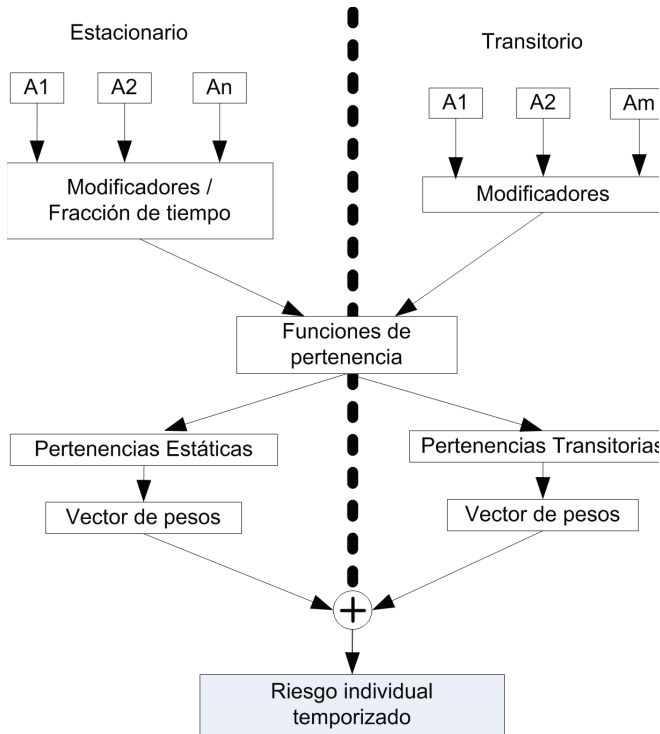 Estacionario
Transitorio
A1
A2
An
A1
A2
Am
Modificadores /
Fracción de tiempo
Modificadores
Funciones de
pertenencia
Pertenencias Estáticas
Pertenencias Transitorias
Vector de pesos
Vector de pesos
+
Riesgo individual
temporizado